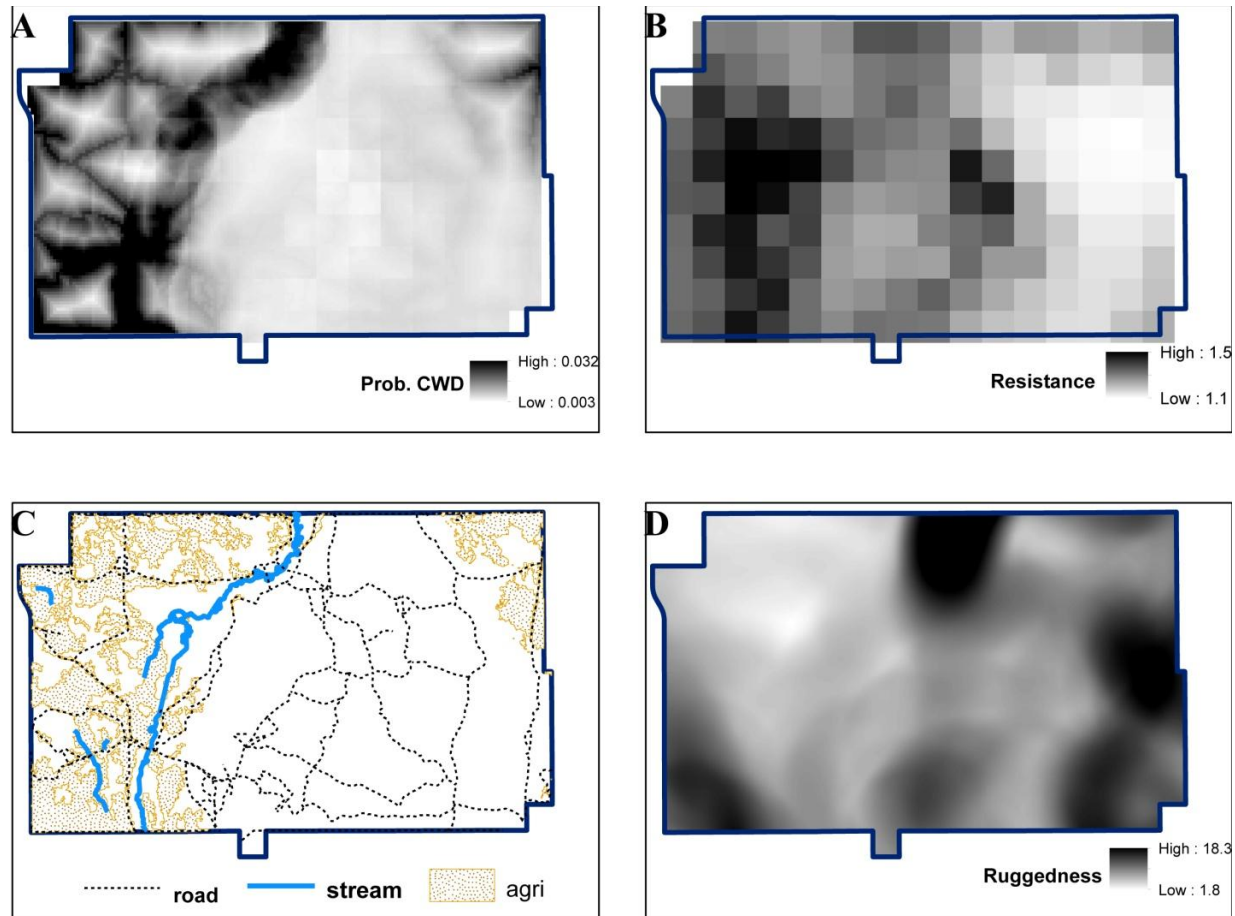 A
High : 0.032
Prob. CWD
Low : 0.003
B
High : 1.5
Resistance
Low : 1.1
C
road stream agri
D
High : 18.3
Ruggedness
Low : 1.8